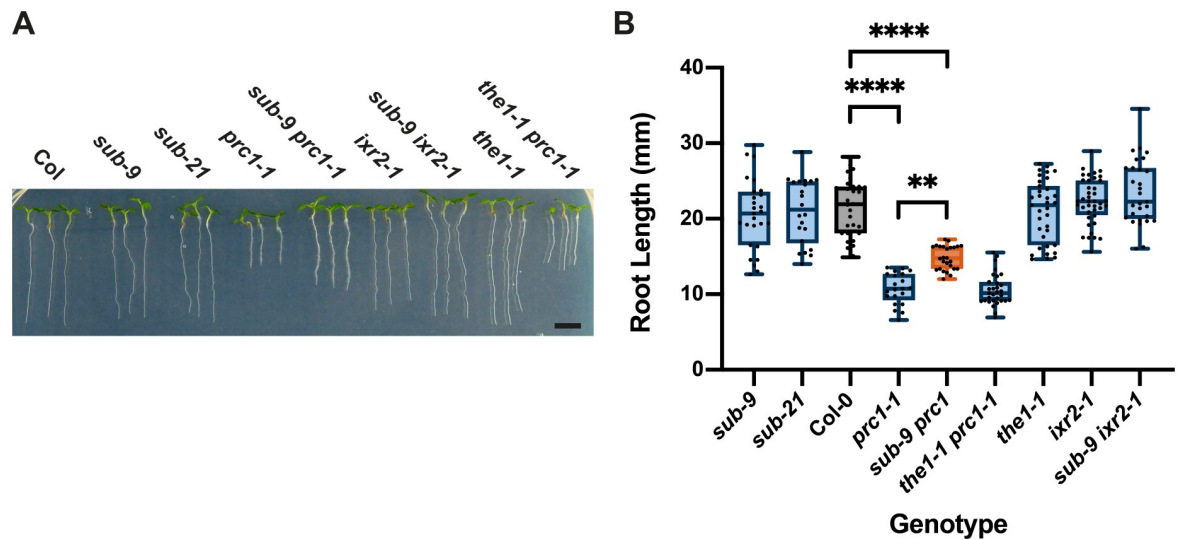 A
Col
sub-9
sub-21
prc1-1
sub-9 prc1-1
ixr2-1
sub-9 ixr2-1
the1-1
the1-1 prc1-1
B
****
****
**
40
30
20
10
0
Root Length (mm)
sub-9
sub-21
Col-0
prc1-1
sub-9 prc1
the1-1 prc1-1
the1-1
ixr2-1
sub-9 ixr2-1
Genotype